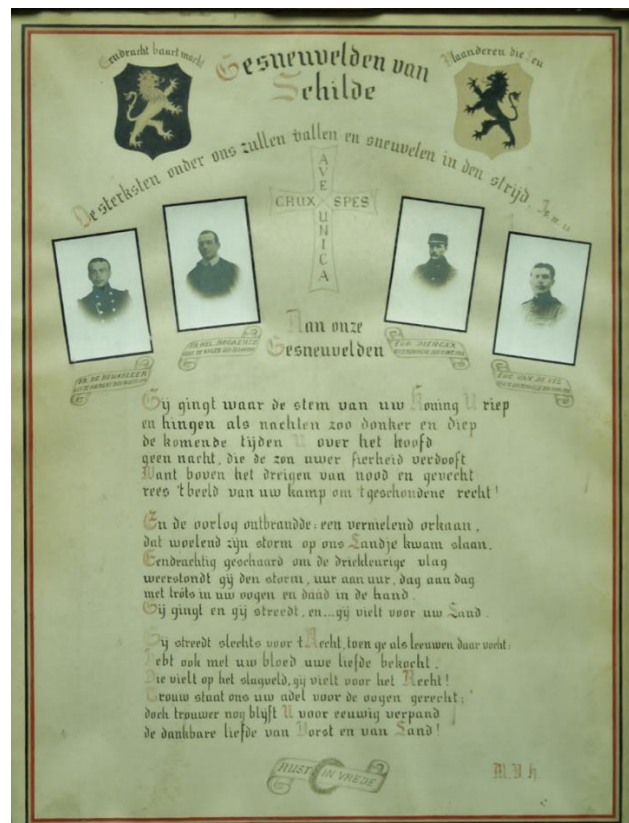 Eendracht baart macht
Vlaanderen die Leu
Gesneuvelden van
Schilde
De sterksten onder ons zullen vallen en sneuvelen in den strijd.
AVE
CRUX SPES
UNICA
Aan onze
Gesneuvelden
Gij gingt waar de stem van uw Koning U riep
en hingen als nachten zoo donker en diep
de komende tijden U over het hoofd
geen nacht, die de zon uwer fierheid verdooft
Want boven het dreigen van nood en gevecht
rees 't beeld van uw kamp om 't geschondene recht!
En de oorlog ontbrandde: een vernielend orkaan,
dat woelend zijn storm op ons Landje kwam slaan.
Eendrachtig geschaard om de driekleurige vlag
weerstondt gij den storm, uur aan uur, dag aan dag
met trots in uw oogen en daad in de hand.
Gij gingt en gij streedt, en...gij vielt voor uw Land.
Gij streedt slechts voor 't Recht, toen ge als leeuwen daar vocht:
hebt ook met uw bloed uwe liefde bekocht.
Die vielt op het slagveld, gij vielt voor het Recht!
Trouw staat ons uw adel voor de oogen gerecht;
doch trouwer nog blijft U voor eeuwig verpand
de dankbare liefde van Vorst en van Land!
RUST IN VREDE
M.V.h.